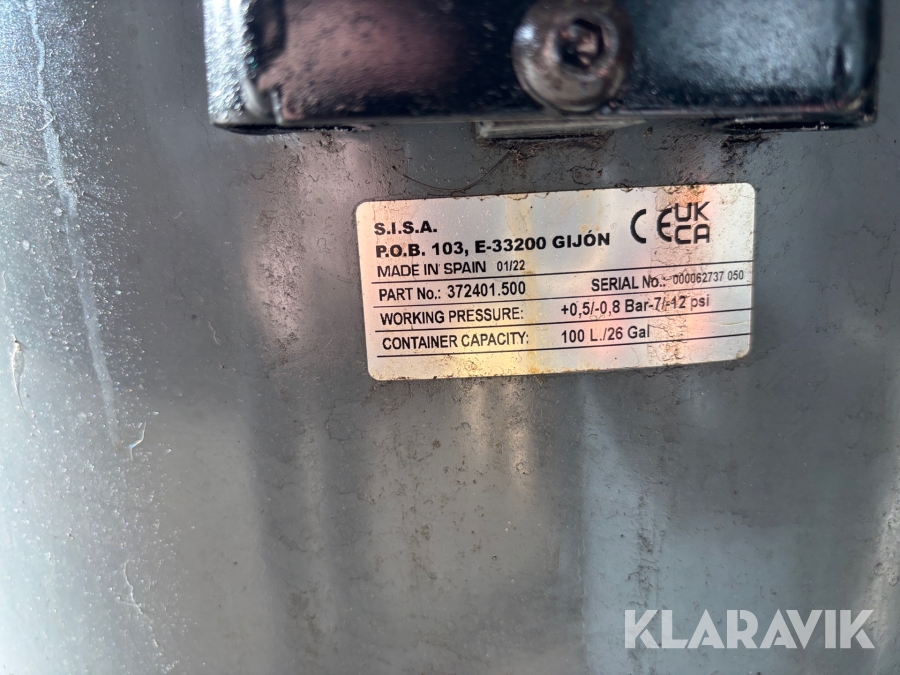 S.I.S.A.
P.O.B. 103, E-33200 GIJÓN
CE UK CA
MADE IN SPAIN 01/22
PART No.: 372401.500 SERIAL No.: 000062737 050
WORKING PRESSURE: +0,5/-0,8 Bar-7/-12 psi
CONTAINER CAPACITY: 100 L./26 Gal
KLARAVIK